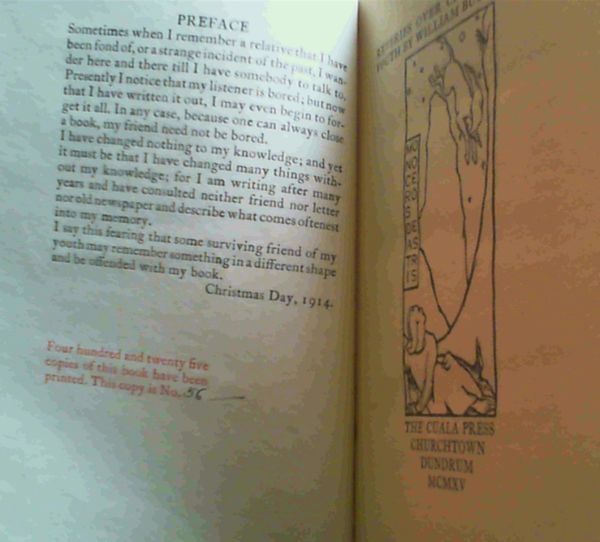 PREFACE
Sometimes when I remember a relative that I have
been fond of, or a strange incident of the past, I wan-
der here and there till I have somebody to talk to.
Presently I notice that my listener is bored; but now
that I have written it out, I may even begin to for-
get it all. In any case, because one can always close
a book, my friend need not be bored.
I have changed nothing to my knowledge; and yet
it must be that I have changed many things with-
out my knowledge; for I am writing after many
years and have consulted neither friend nor letter
nor old newspaper and describe what comes oftenest
into my memory.
I say this fearing that some surviving friend of my
youth may remember something in a different shape
and be offended with my book.
Christmas Day, 1914.
Four hundred and twenty five
copies of this book have been
printed. This copy is No. 56
OVER
YOUTH BY WILLIAM
MONOCEROS DE ASTRIS
THE CUALA PRESS
CHURCHTOWN
DUNDRUM
MCMXV